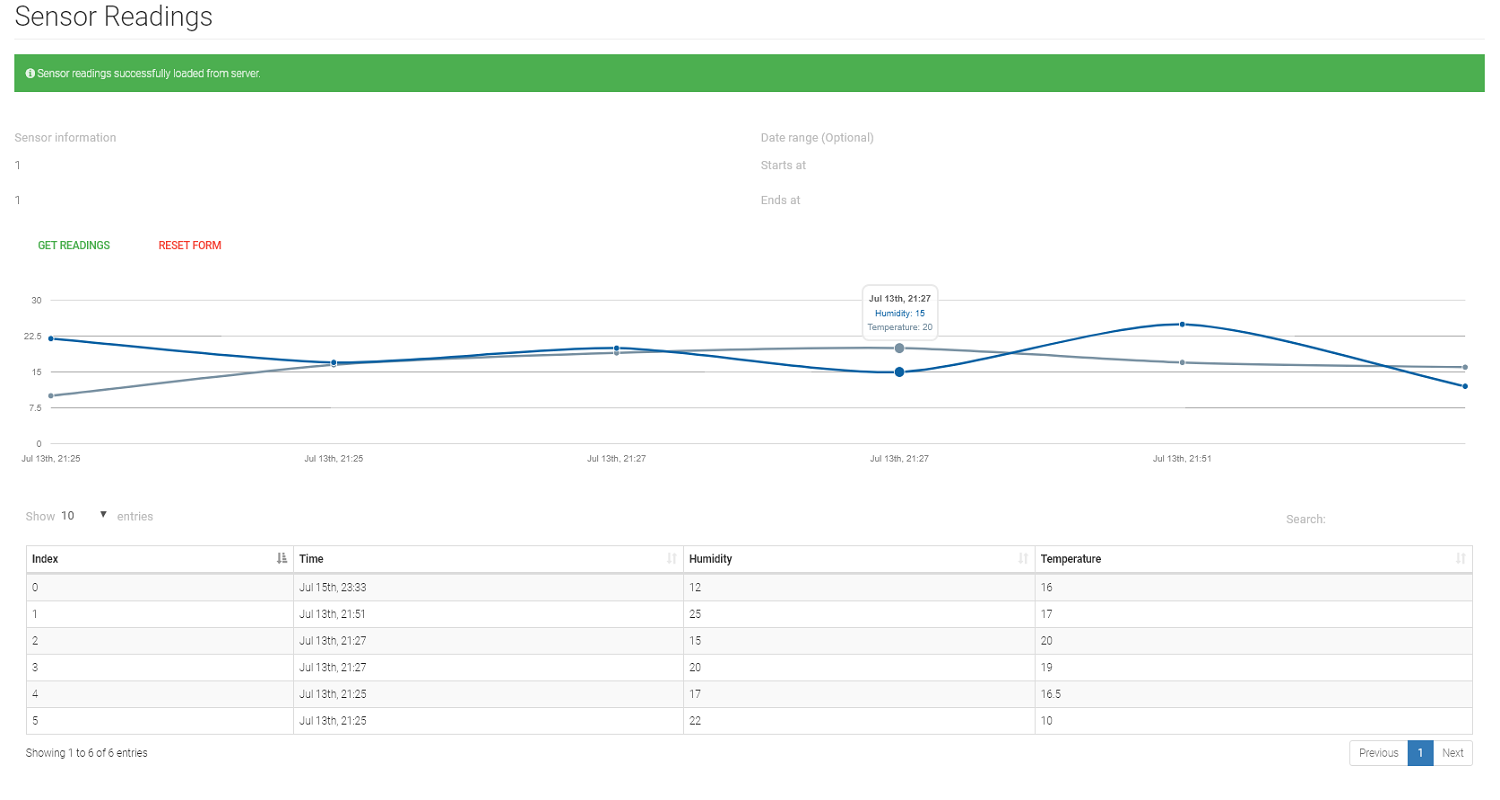 Sensor Readings
Sensor readings successfully loaded from server.
Sensor information
Date range (Optional)
1
Starts at
1
Ends at
GET READINGS
RESET FORM
30
22.5
15
7.5
0
Jul 13th, 21:27
Humidity: 15
Temperature: 20
Jul 13th, 21:25
Jul 13th, 21:25
Jul 13th, 21:27
Jul 13th, 21:27
Jul 13th, 21:51
Show 10 entries
Search:
Index Time Humidity Temperature
0 Jul 15th, 23:33 12 16
1 Jul 13th, 21:51 25 17
2 Jul 13th, 21:27 15 20
3 Jul 13th, 21:27 20 19
4 Jul 13th, 21:25 17 16.5
5 Jul 13th, 21:25 22 10
Showing 1 to 6 of 6 entries
Previous 1 Next